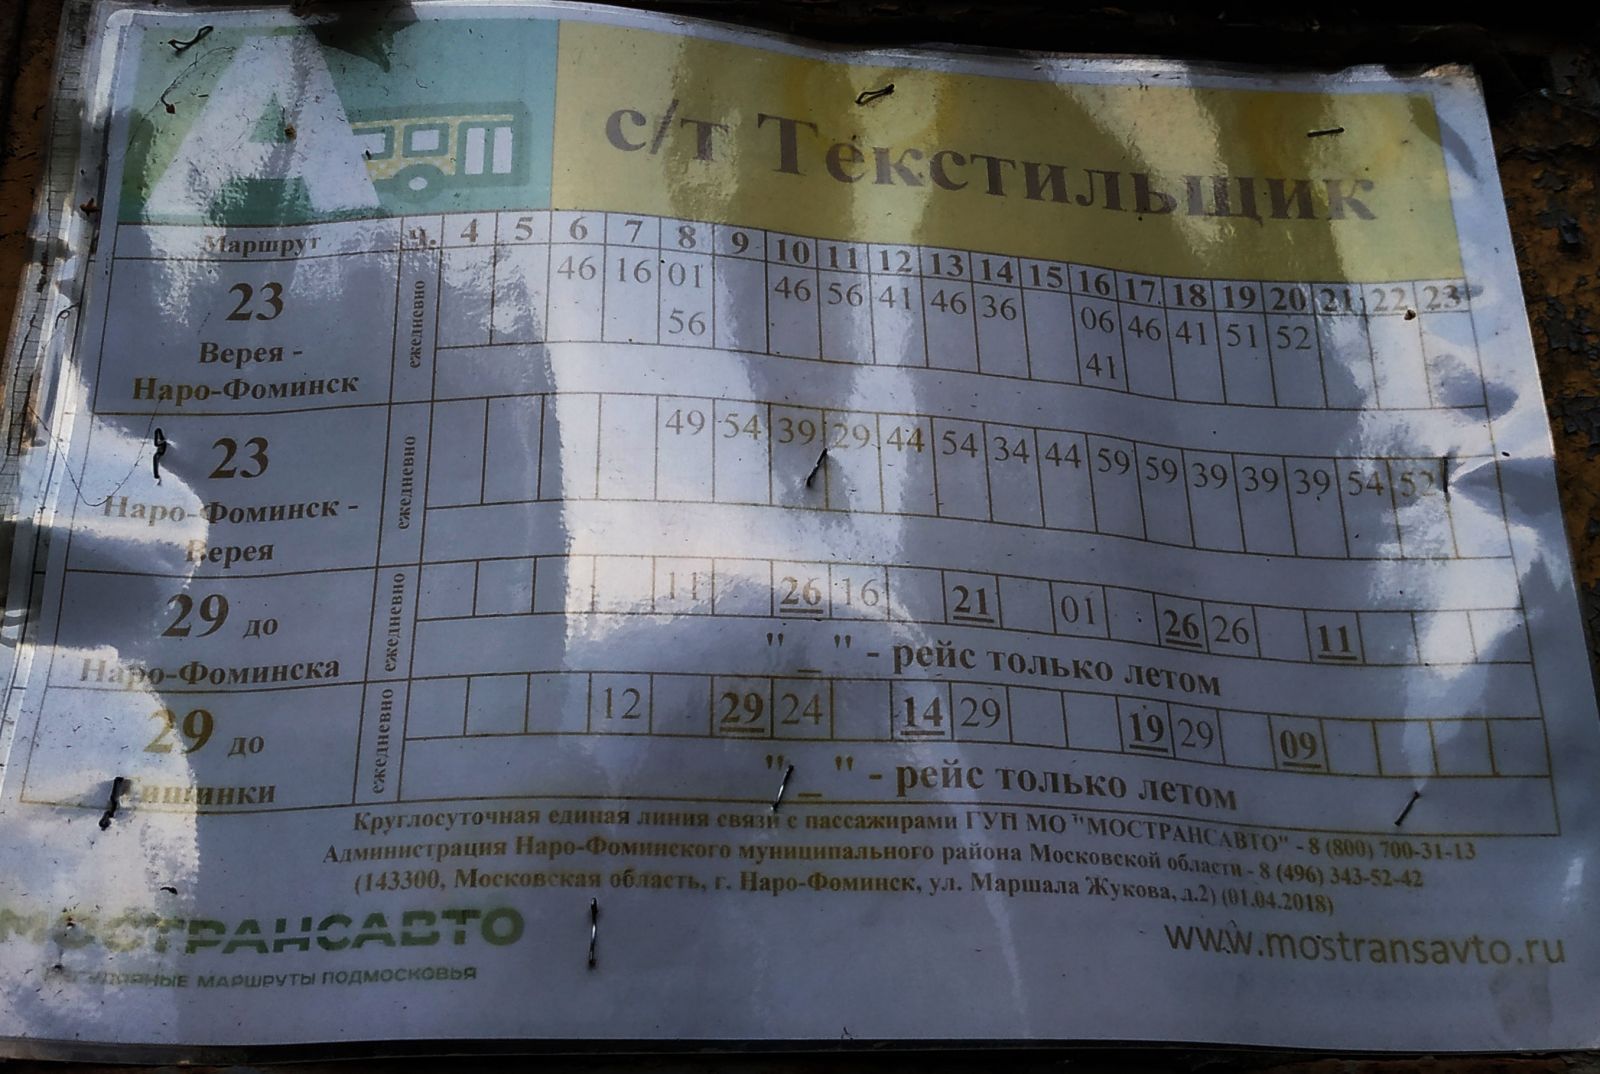 А
с/т Текстильщик
Маршрут ч. 4 5 6 7 8 9 10 11 12 13 14 15 16 17 18 19 20 21 22 23
23 ежедневно 46 16 01 46 56 41 46 36 06 46 41 51 52
Верея - 56 41
Наро-Фоминск
23 ежедневно 49 54 39 29 44 54 34 44 59 59 39 39 39 54 52
Наро-Фоминск -
Верея
29 до ежедневно 11 26 16 21 01 26 26 11
Наро-Фоминска "_" - рейс только летом
29 до ежедневно 12 29 24 14 29 19 29 09
"_" - рейс только летом
Круглосуточная единая линия связи с пассажирами ГУП МО "МОСТРАНСАВТО" - 8 (800) 700-31-13
Администрация Наро-Фоминского муниципального района Московской области - 8 (496) 343-52-42
(143300, Московская область, г. Наро-Фоминск, ул. Маршала Жукова, д.2) (01.04.2018)
МОСТРАНСАВТО
РЕГУЛЯРНЫЕ МАРШРУТЫ ПОДМОСКОВЬЯ
www.mostransavto.ru